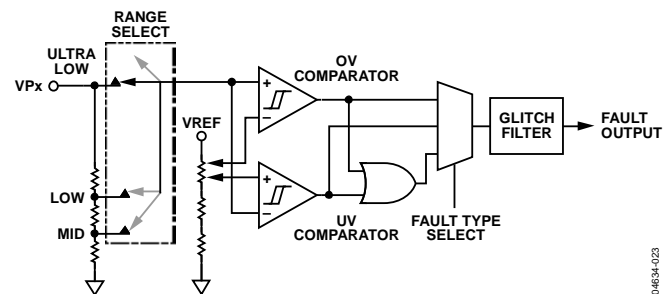 RANGE
SELECT
ULTRA
LOW
VPx
LOW
MID
VREF
+
−
OV
COMPARATOR
+
−
UV
COMPARATOR
FAULT TYPE
SELECT
GLITCH
FILTER
FAULT
OUTPUT
04634-023